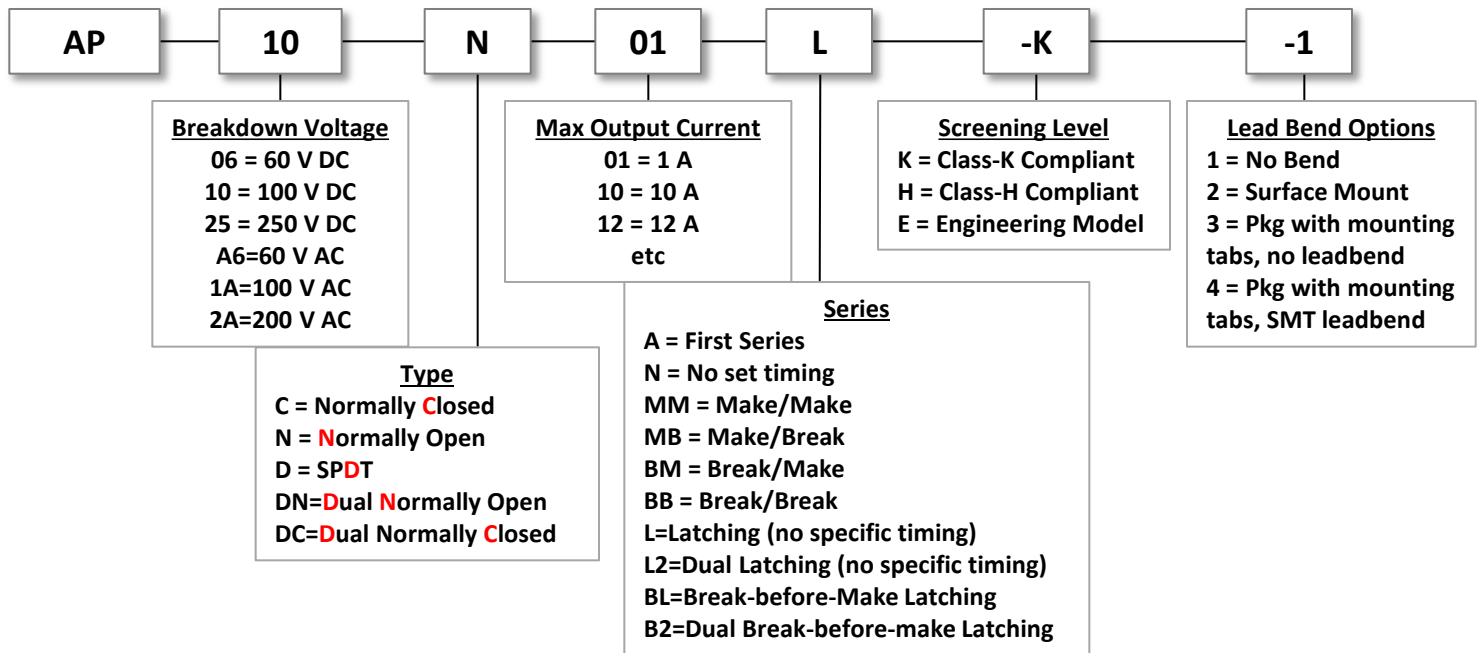 AP
10
N
01
L
-K
-1
Breakdown Voltage
06 = 60 V DC
10 = 100 V DC
25 = 250 V DC
A6=60 V AC
1A=100 V AC
2A=200 V AC
Type
C = Normally Closed
N = Normally Open
D = SPDT
DN=Dual Normally Open
DC=Dual Normally Closed
Max Output Current
01 = 1 A
10 = 10 A
12 = 12 A
etc
Series
A = First Series
N = No set timing
MM = Make/Make
MB = Make/Break
BM = Break/Make
BB = Break/Break
L=Latching (no specific timing)
L2=Dual Latching (no specific timing)
BL=Break-before-Make Latching
B2=Dual Break-before-make Latching
Screening Level
K = Class-K Compliant
H = Class-H Compliant
E = Engineering Model
Lead Bend Options
1 = No Bend
2 = Surface Mount
3 = Pkg with mounting
tabs, no leadbend
4 = Pkg with mounting
tabs, SMT leadbend